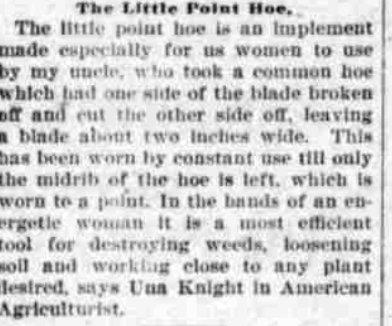 The Little Point Hoe.
The little point hoe is an implement
made especially for us women to use
by my uncle, who took a common hoe
which had one side of the blade broken
off and cut the other side off, leaving
a blade about two inches wide. This
has been worn by constant use till only
the midrib of the hoe is left, which is
worn to a point. In the hands of an en-
ergetic woman it is a most efficient
tool for destroying weeds, loosening
soil and working close to any plant
desired, says Una Knight in American
Agriculturist.